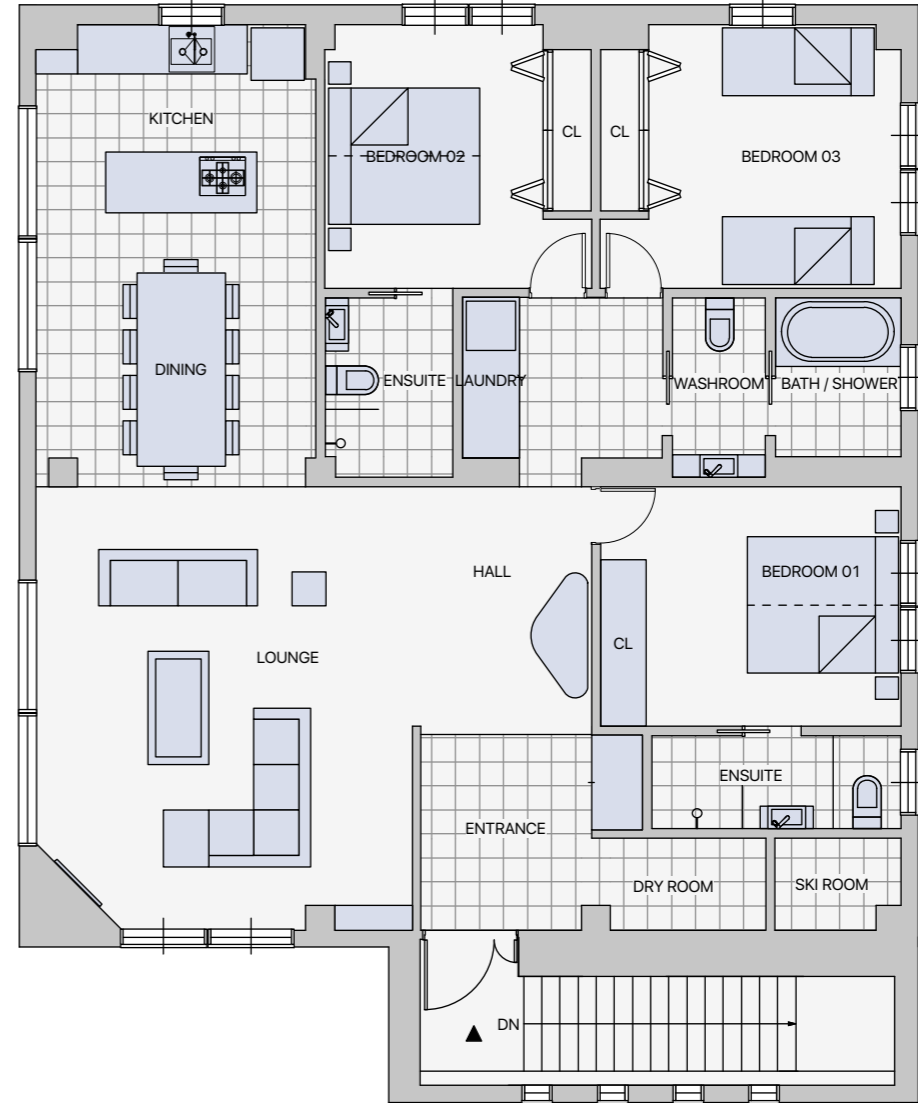 KITCHEN
BEDROOM 02
CL
CL
BEDROOM 03
DINING
ENSUITE
LAUNDRY
WASHROOM
BATH / SHOWER
HALL
BEDROOM 01
LOUNGE
CL
ENSUITE
ENTRANCE
DRY ROOM
SKI ROOM
DN